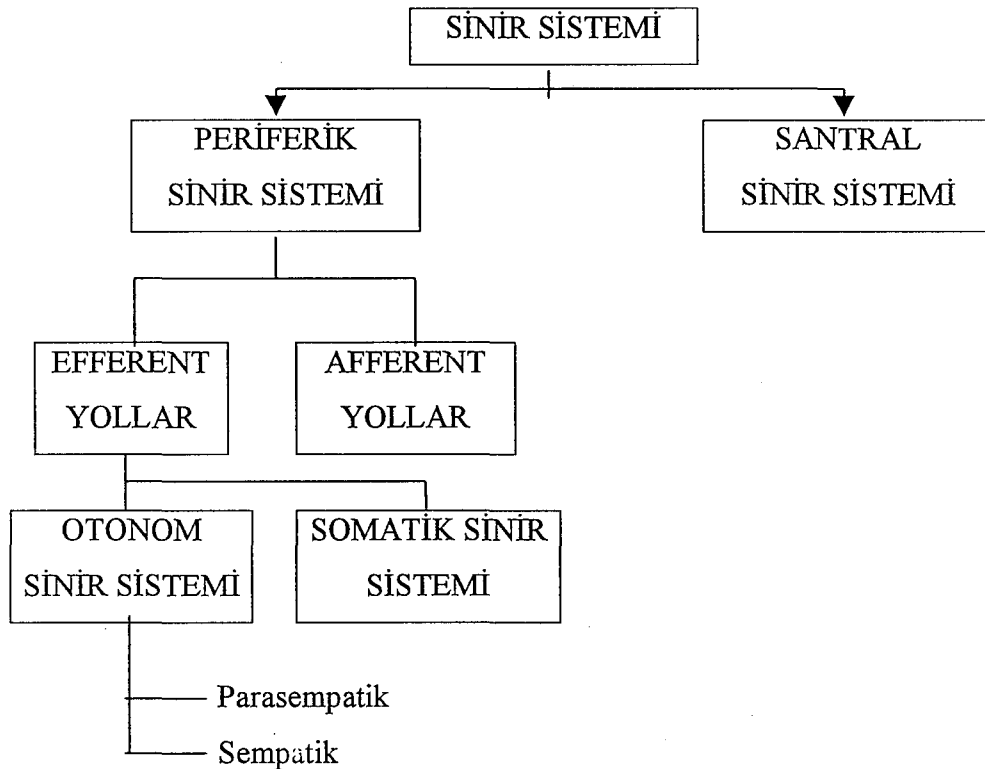 SİNİR SİSTEMİ
PERİFERİK
SİNİR SİSTEMİ
SANTRAL
SİNİR SİSTEMİ
EFFERENT
YOLLAR
AFFERENT
YOLLAR
OTONOM
SİNİR SİSTEMİ
SOMATİK SİNİR
SİSTEMİ
Parasempatik
Sempatik